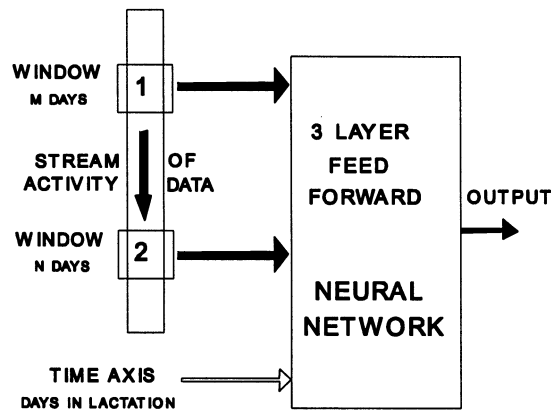 WINDOW
M DAYS
1
STREAM OF
ACTIVITY DATA
WINDOW
N DAYS
2
TIME AXIS
DAYS IN LACTATION
3 LAYER
FEED
FORWARD
NEURAL
NETWORK
OUTPUT